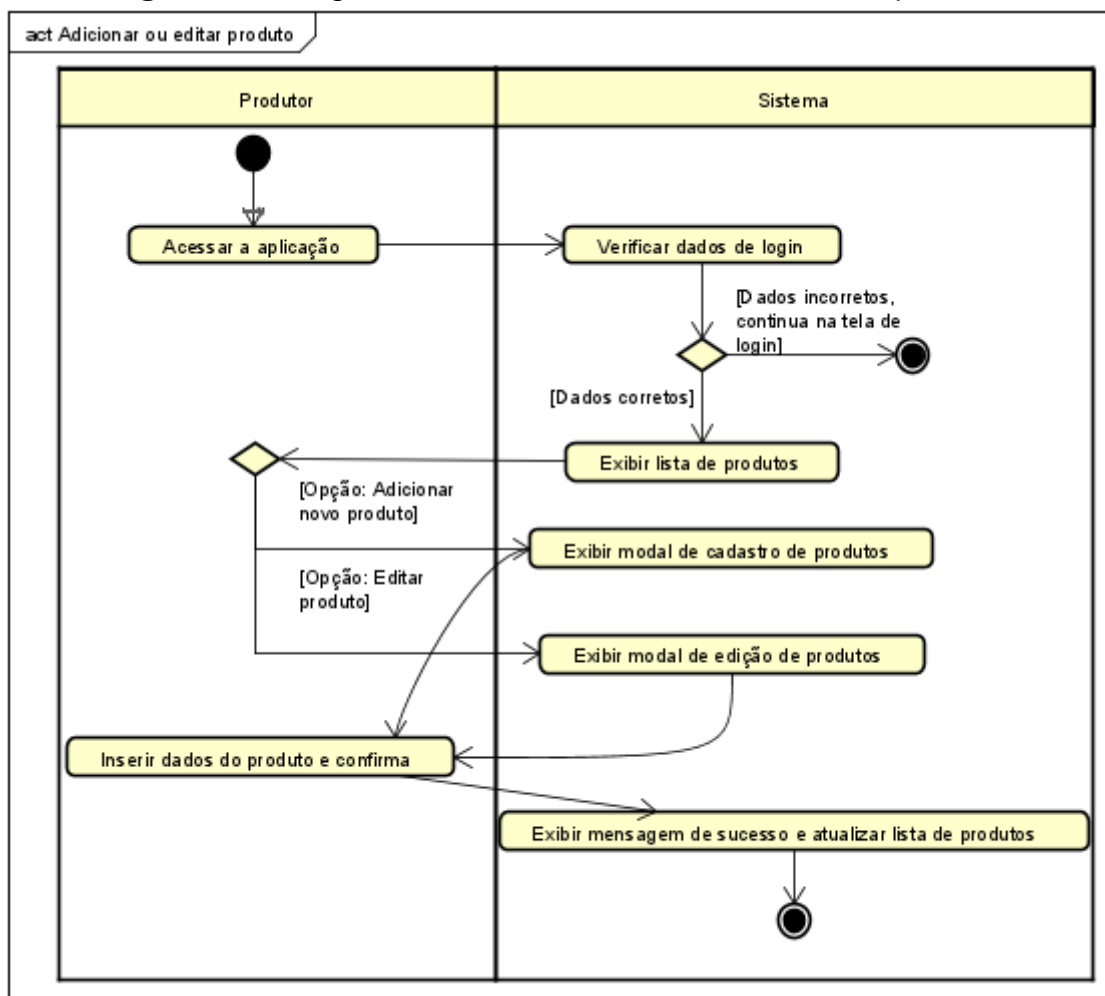 act Adicionar ou editar produto
Produtor
Sistema
Acessar a aplicação
Verificar dados de login
[Dados incorretos,
continua na tela de
login]
[Dados corretos]
Exibir lista de produtos
[Opção: Adicionar
novo produto]
Exibir modal de cadastro de produtos
[Opção: Editar
produto]
Exibir modal de edição de produtos
Inserir dados do produto e confirma
Exibir mensagem de sucesso e atualizar lista de produtos